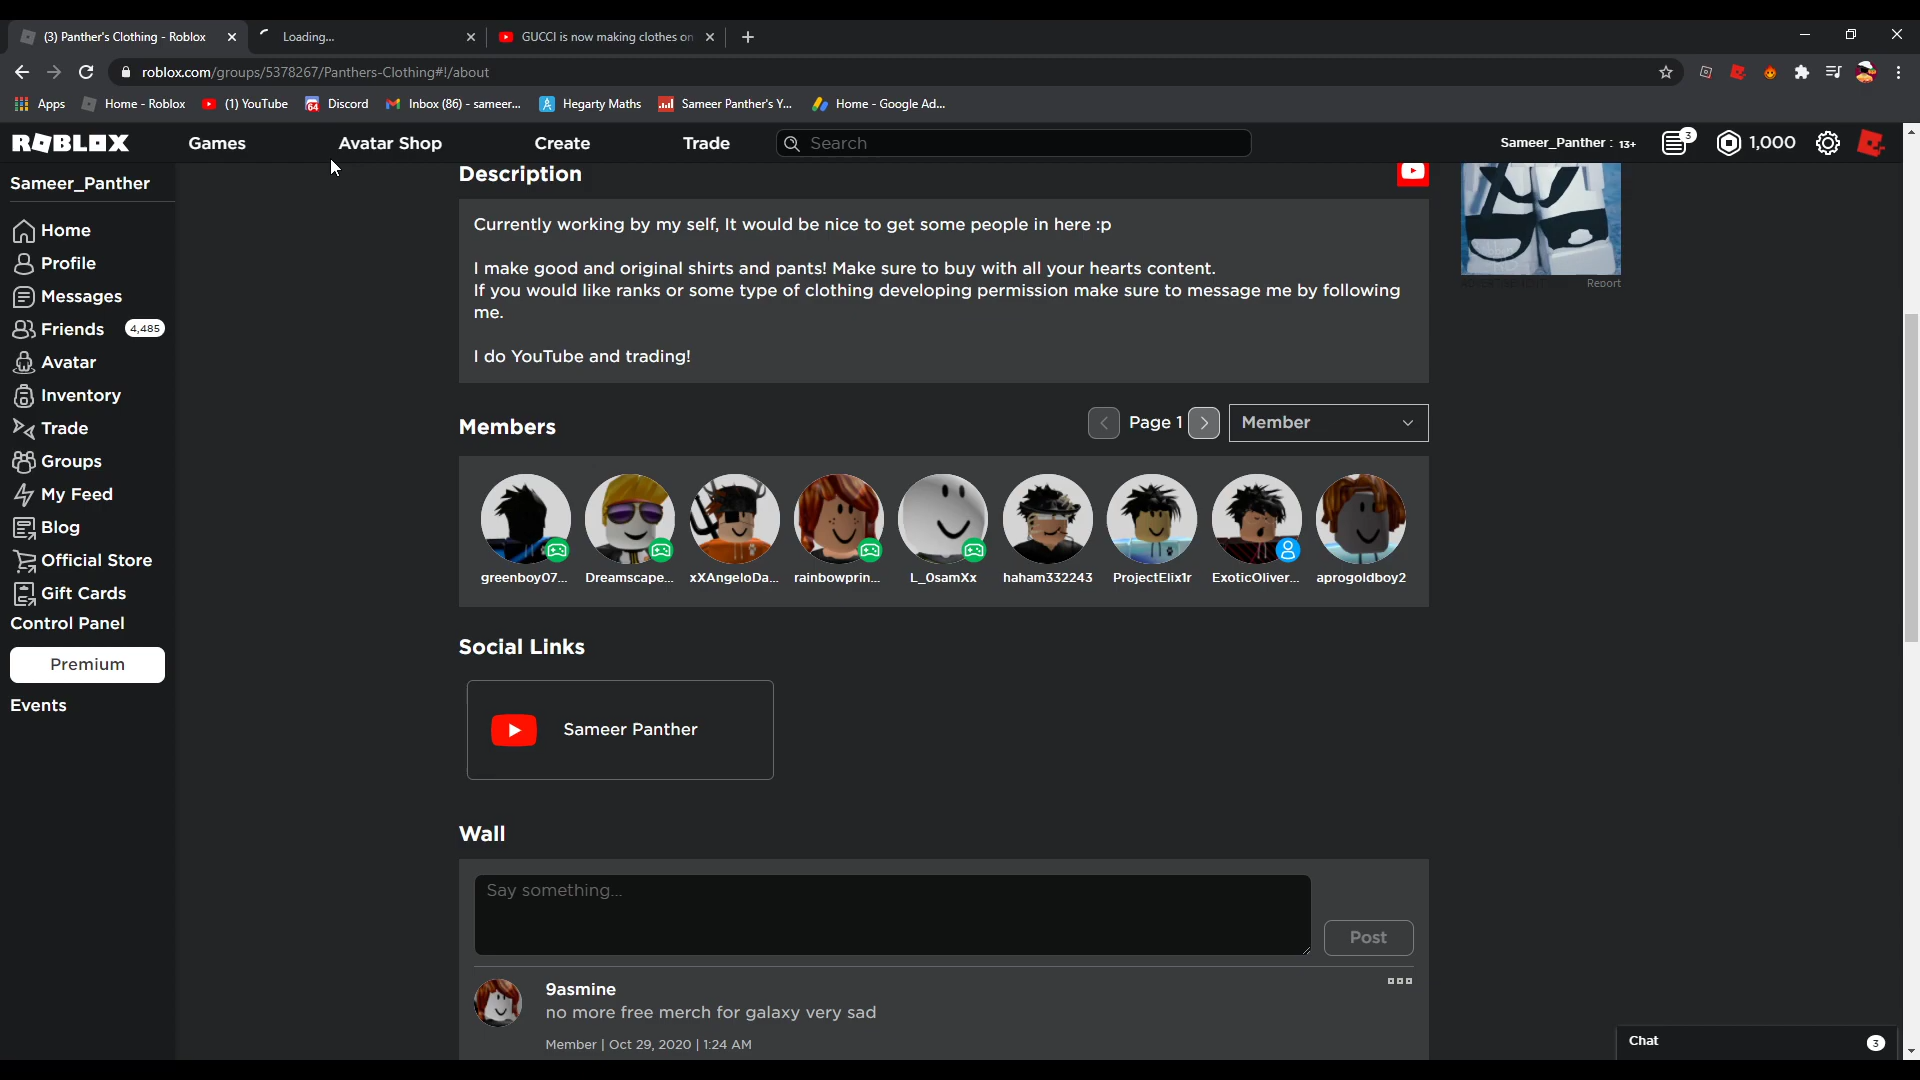 (3) Panther's Clothing - Roblox
Loading...
GUCCI is now making clothes on
roblox.com/groups/5378267/Panthers-Clothing#!/about
Apps
Home - Roblox
(1) YouTube
64
Discord
Inbox (86) - sameer...
Hegarty Maths
Sameer Panther's Y...
Home - Google Ad...
ROBLOX
Games
Avatar Shop
Create
Trade
Search
Sameer_Panther : 13+
3
1,000
Sameer_Panther
Home
Profile
Messages
Friends
4,485
Avatar
Inventory
Trade
Groups
My Feed
Blog
Official Store
Gift Cards
Control Panel
Premium
Events
Description
Currently working by my self, It would be nice to get some people in here :p
I make good and original shirts and pants! Make sure to buy with all your hearts content.
If you would like ranks or some type of clothing developing permission make sure to message me by following
me.
I do YouTube and trading!
Report
Members
Page 1
Member
greenboy07...
Dreamscape...
xXAngeloDa...
rainbowprin...
L_0samXx
haham332243
ProjectElix1r
ExoticOliver...
aprogoldboy2
Social Links
Sameer Panther
Wall
Say something...
Post
9asmine
no more free merch for galaxy very sad
Member | Oct 29, 2020 | 1:24 AM
Chat
3